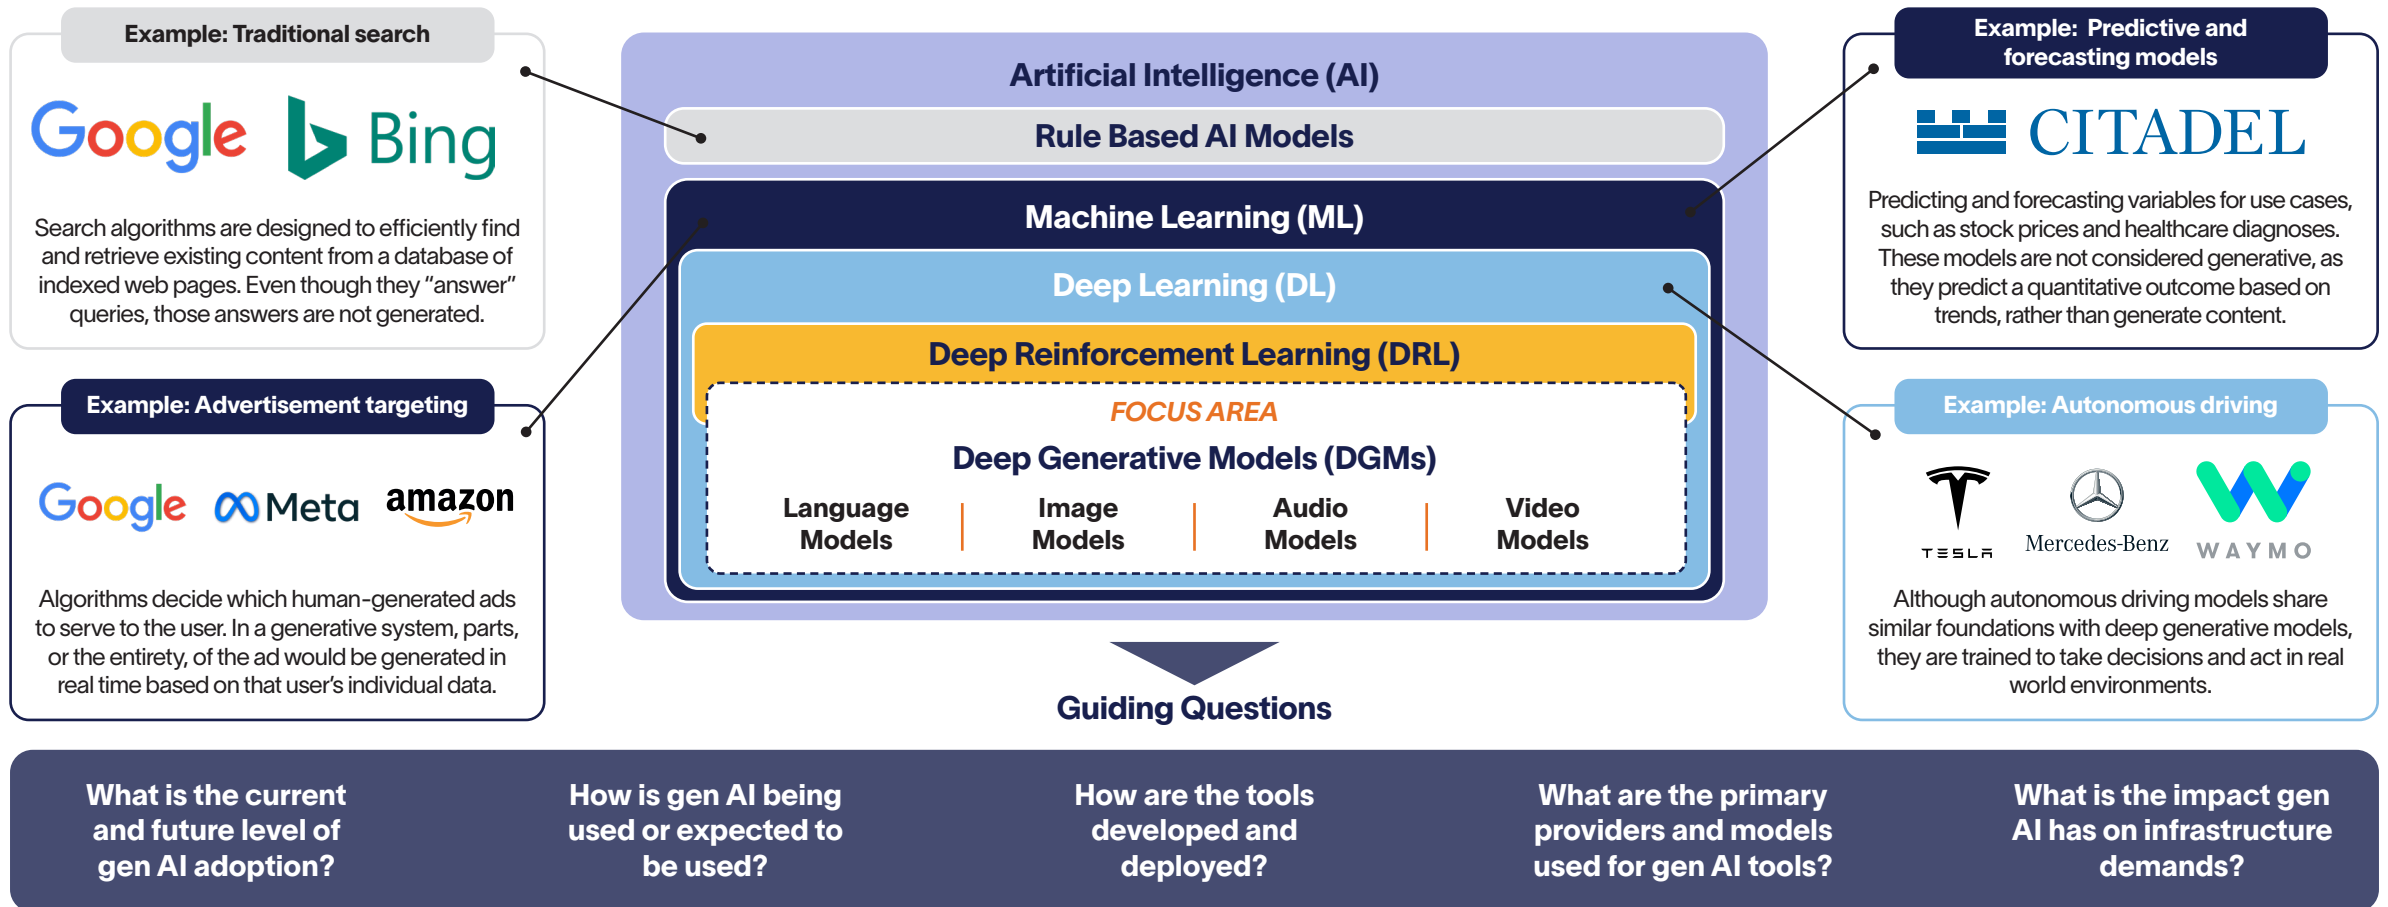 Example: Traditional search
Google
Bing
Search algorithms are designed to efficiently find
and retrieve existing content from a database of
indexed web pages. Even though they “answer”
queries, those answers are not generated.
Example: Advertisement targeting
Google
Meta
amazon
Algorithms decide which human-generated ads
to serve to the user. In a generative system, parts,
or the entirety, of the ad would be generated in
real time based on that user’s individual data.
Artificial Intelligence (AI)
Rule Based AI Models
Machine Learning (ML)
Deep Learning (DL)
Deep Reinforcement Learning (DRL)
FOCUS AREA
Deep Generative Models (DGMs)
Language
Models
Image
Models
Audio
Models
Video
Models
Example: Predictive and
forecasting models
CITADEL
Predicting and forecasting variables for use cases,
such as stock prices and healthcare diagnoses.
These models are not considered generative, as
they predict a quantitative outcome based on
trends, rather than generate content.
Example: Autonomous driving
TESLA
Mercedes-Benz
WAYMO
Although autonomous driving models share
similar foundations with deep generative models,
they are trained to take decisions and act in real
world environments.
Guiding Questions
What is the current
and future level of
gen AI adoption?
How is gen AI being
used or expected to
be used?
How are the tools
developed and
deployed?
What are the primary
providers and models
used for gen AI tools?
What is the impact gen
AI has on infrastructure
demands?